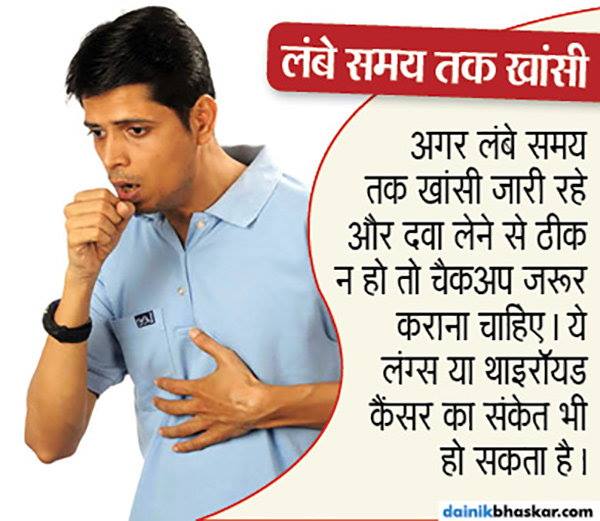 लंबे समय तक खांसी
अगर लंबे समय
तक खांसी जारी रहे
और दवा लेने से ठीक
न हो तो चैकअप जरूर
कराना चाहिए। ये
लंग्स या थाइरॉयड
कैंसर का संकेत भी
हो सकता है।
dainikbhaskar.com